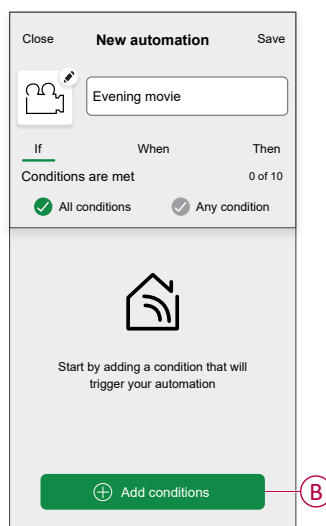 Close New automation Save
Evening movie
If When Then
Conditions are met 0 of 10
All conditions Any condition
Start by adding a condition that will
trigger your automation
Add conditions
B